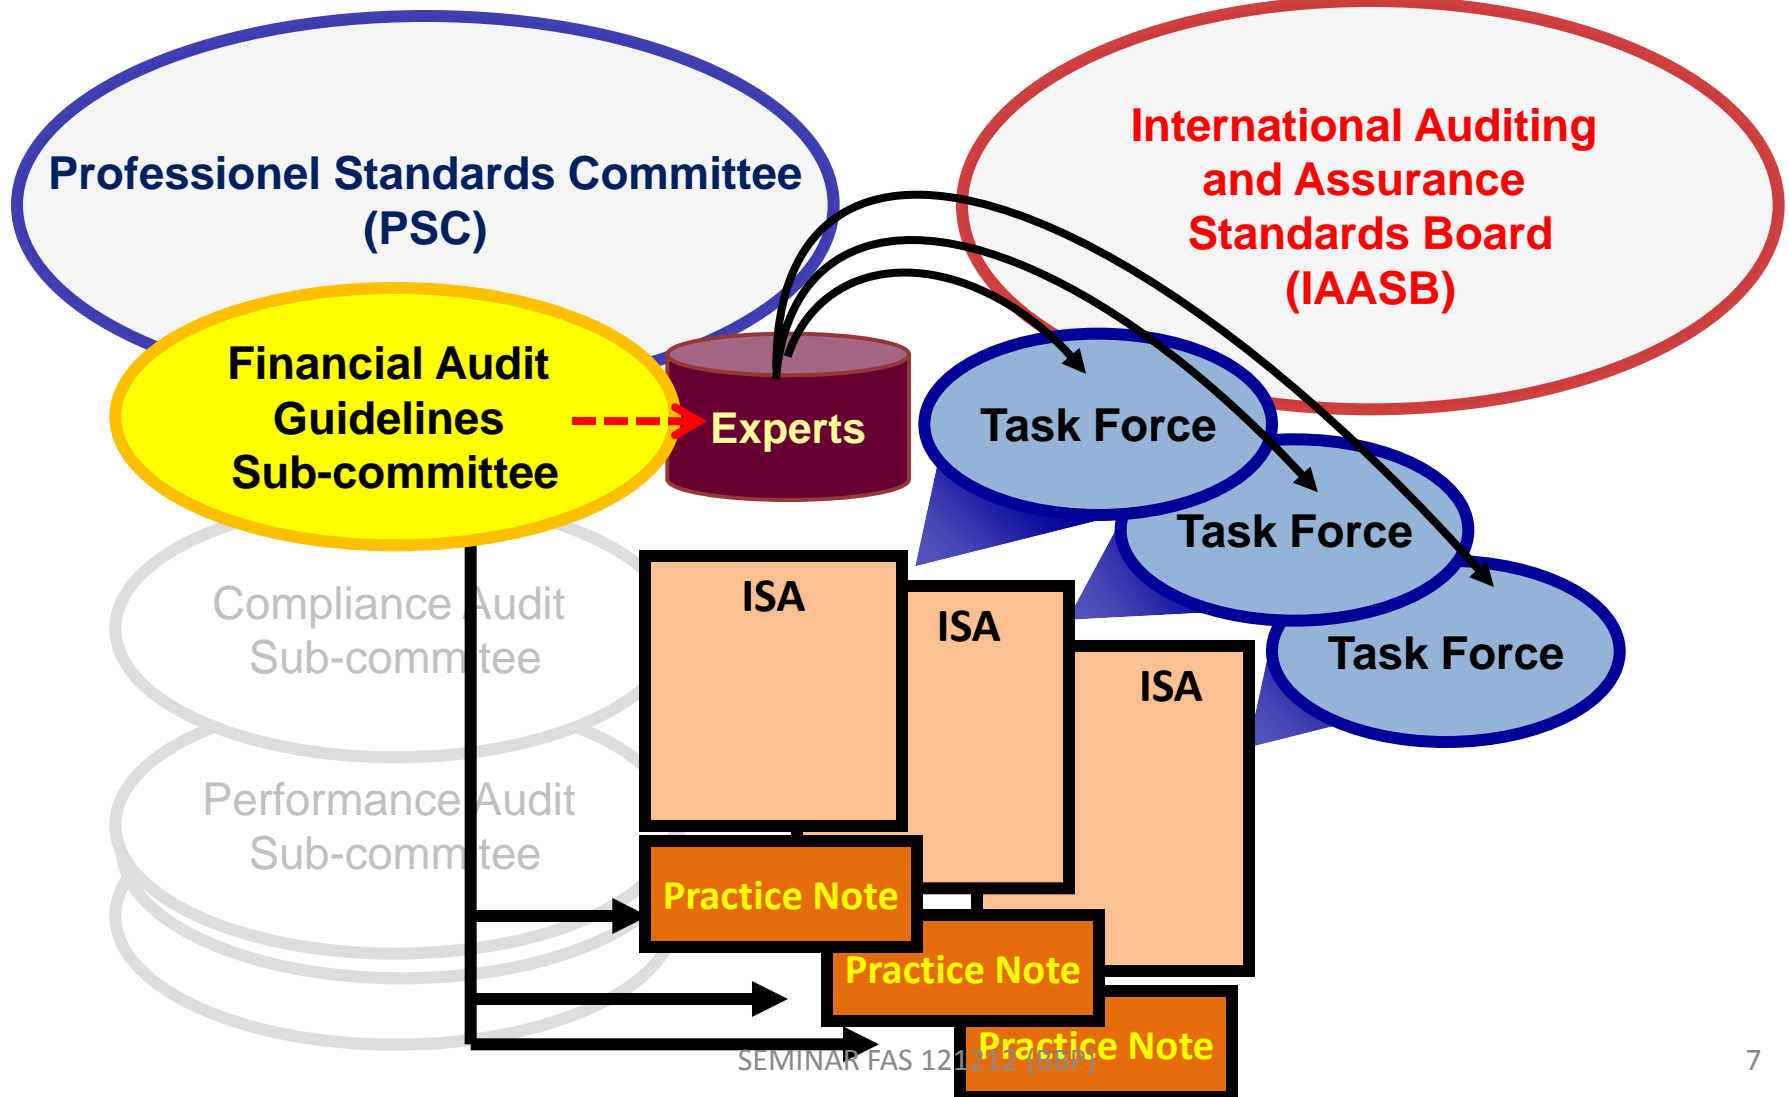 Professionel Standards Committee
(PSC)
International Auditing
and Assurance
Standards Board
(IAASB)
Financial Audit
Guidelines
Sub-committee
Experts
Task Force
Task Force
Task Force
Compliance Audit
Sub-committee
Performance Audit
Sub-committee
ISA
ISA
ISA
Practice Note
Practice Note
Practice Note
SEMINAR FAS 121212 (BBP)
7